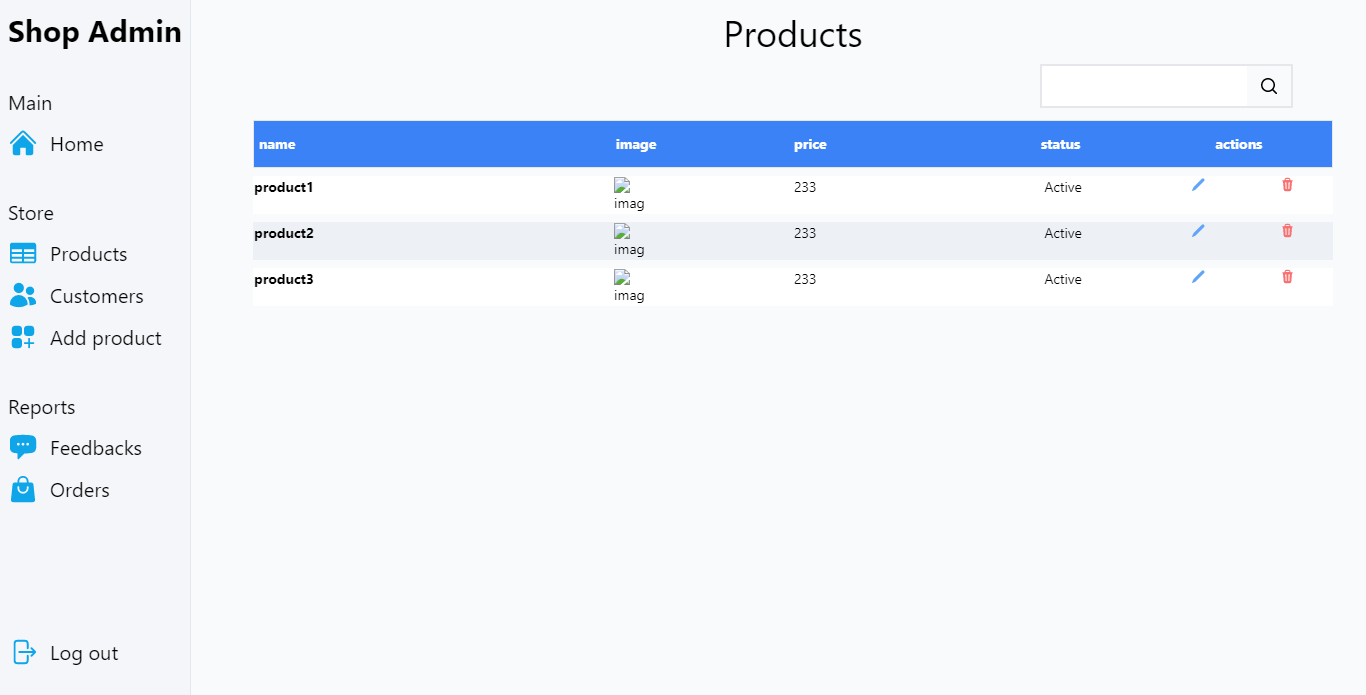 Shop Admin
Main
Home
Store
Products
Customers
Add product
Reports
Feedbacks
Orders
Log out
Products
name image price status actions
product1 imag 233 Active
product2 imag 233 Active
product3 imag 233 Active